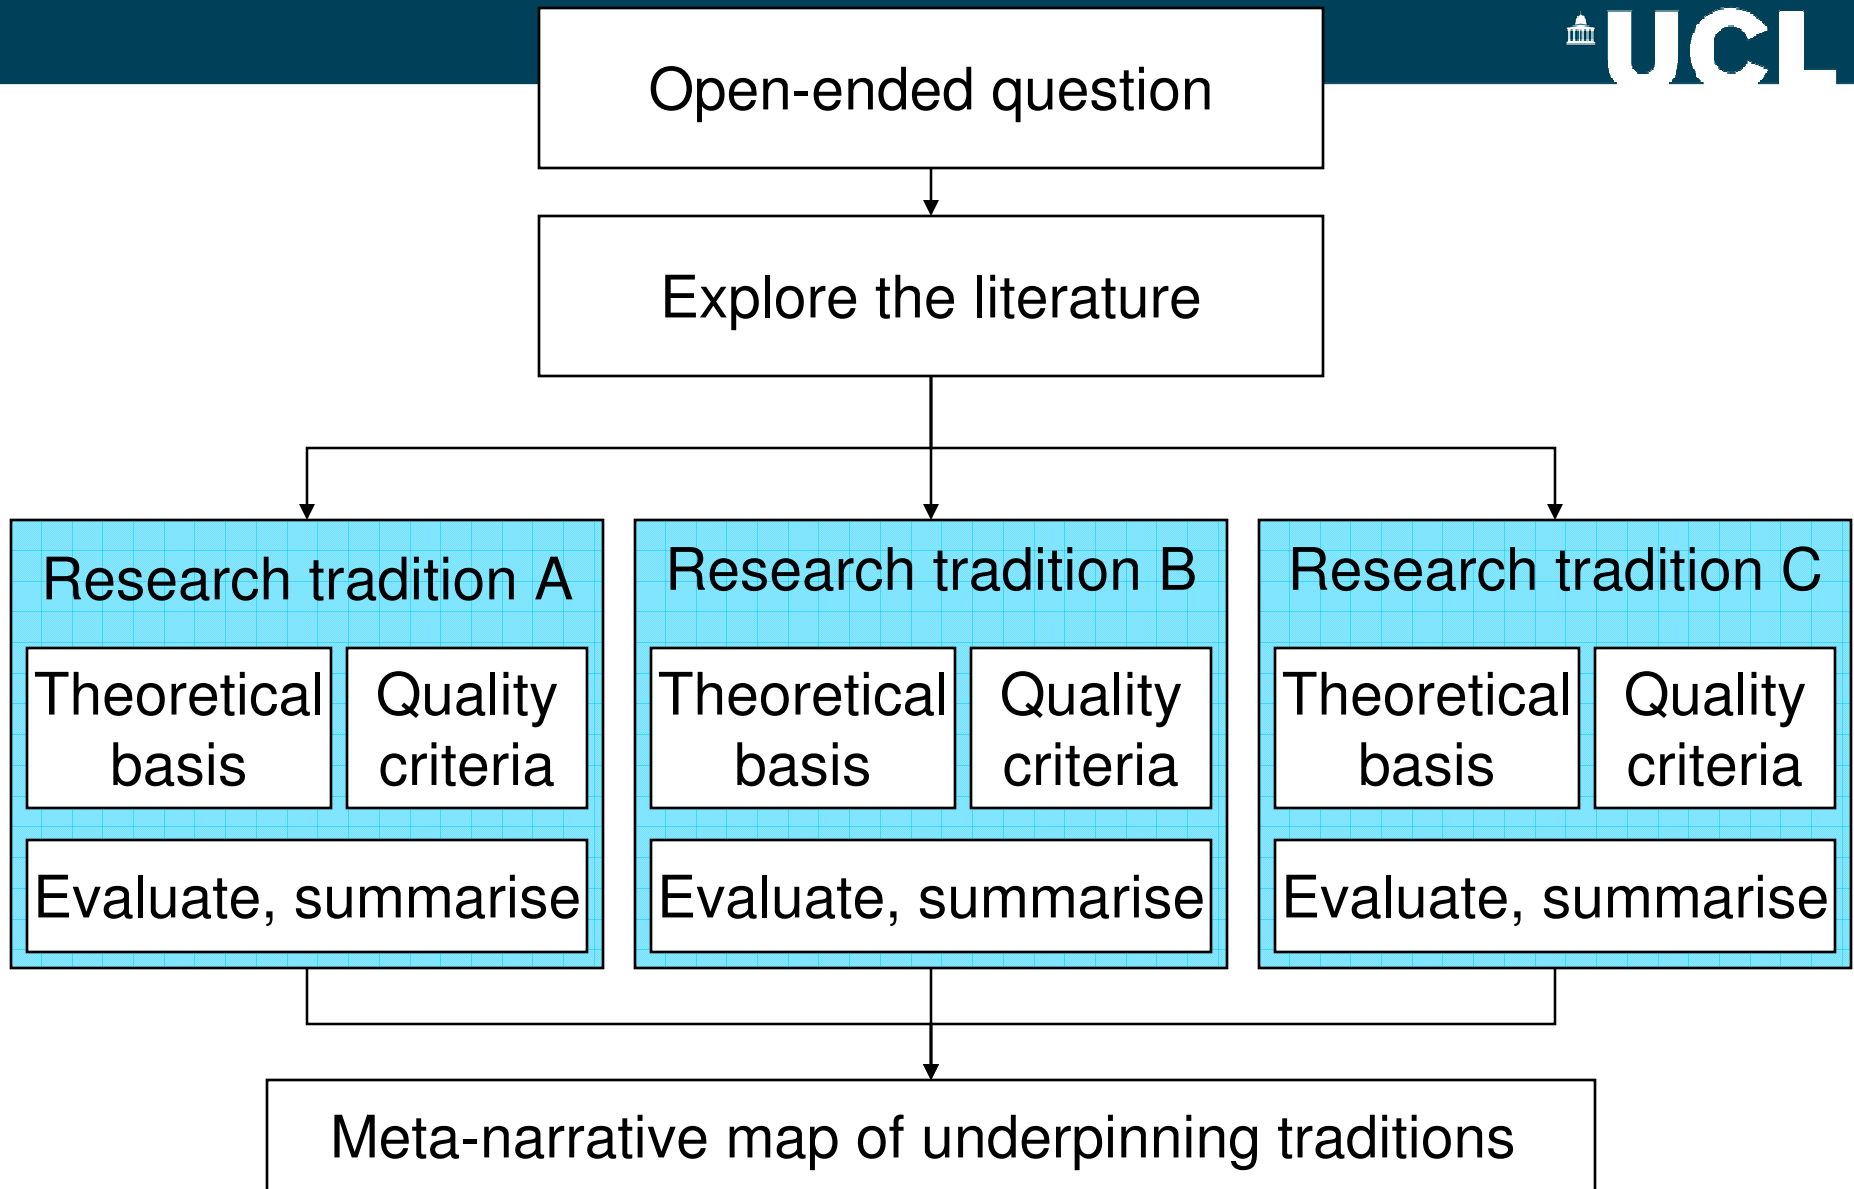 UCL
Open-ended question
Explore the literature
Research tradition A
Theoretical
basis
Quality
criteria
Evaluate, summarise
Research tradition B
Theoretical
basis
Quality
criteria
Evaluate, summarise
Research tradition C
Theoretical
basis
Quality
criteria
Evaluate, summarise
Meta-narrative map of underpinning traditions